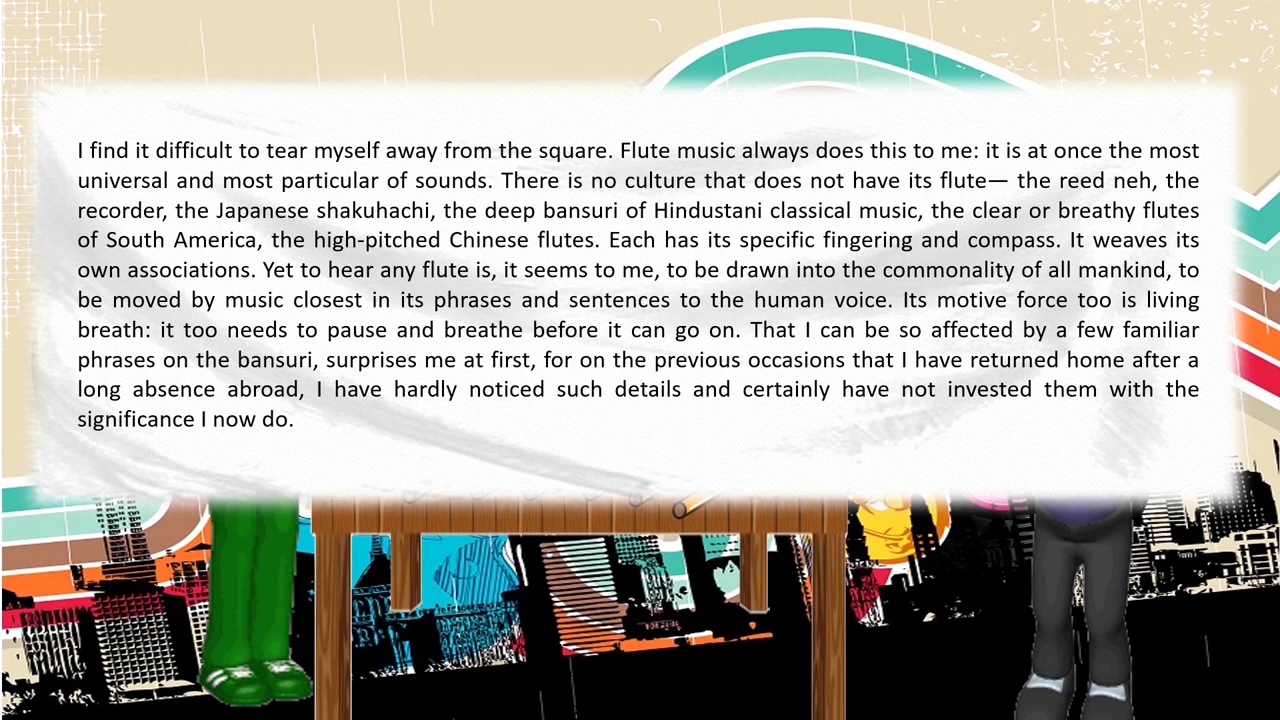 I find it difficult to tear myself away from the square. Flute music always does this to me: it is at once the most
universal and most particular of sounds. There is no culture that does not have its flute— the reed neh, the
recorder, the Japanese shakuhachi, the deep bansuri of Hindustani classical music, the clear or breathy flutes
of South America, the high-pitched Chinese flutes. Each has its specific fingering and compass. It weaves its
own associations. Yet to hear any flute is, it seems to me, to be drawn into the commonality of all mankind, to
be moved by music closest in its phrases and sentences to the human voice. Its motive force too is living
breath: it too needs to pause and breathe before it can go on. That I can be so affected by a few familiar
phrases on the bansuri, surprises me at first, for on the previous occasions that I have returned home after a
long absence abroad, I have hardly noticed such details and certainly have not invested them with the
significance I now do.